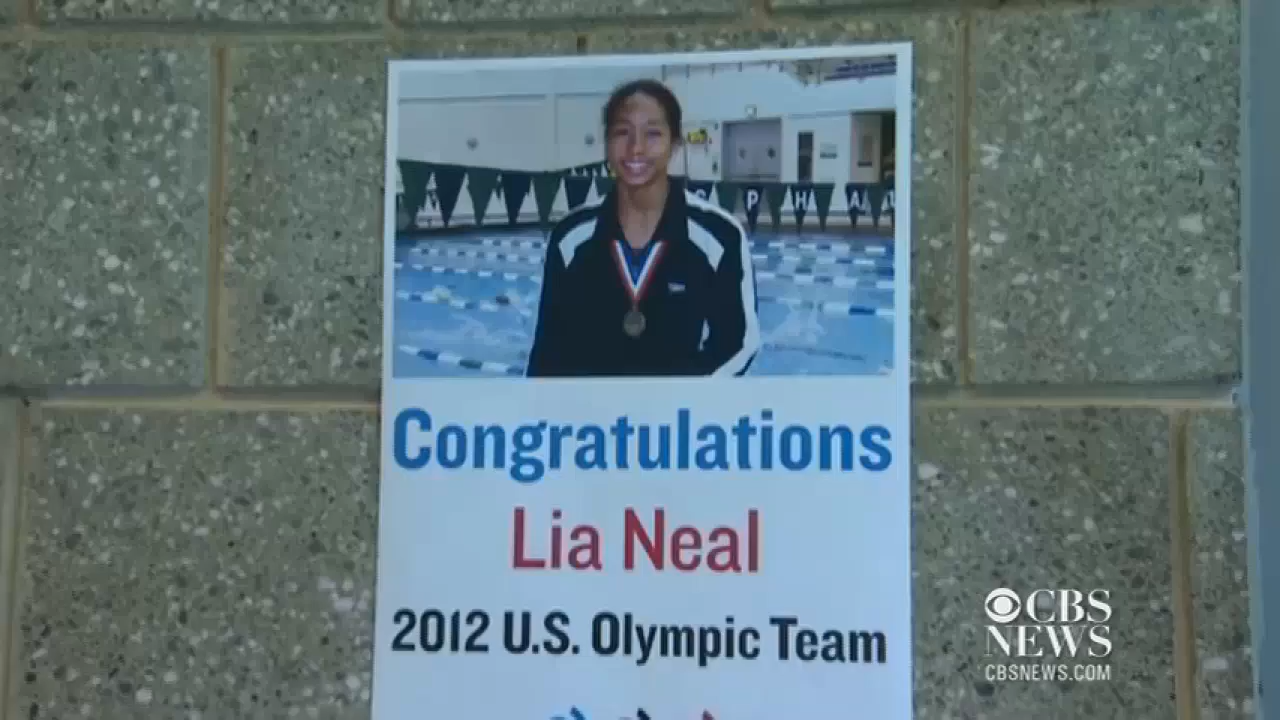 Congratulations
Lia Neal
2012 U.S. Olympic Team
CBS
NEWS
CBSNEWS.COM